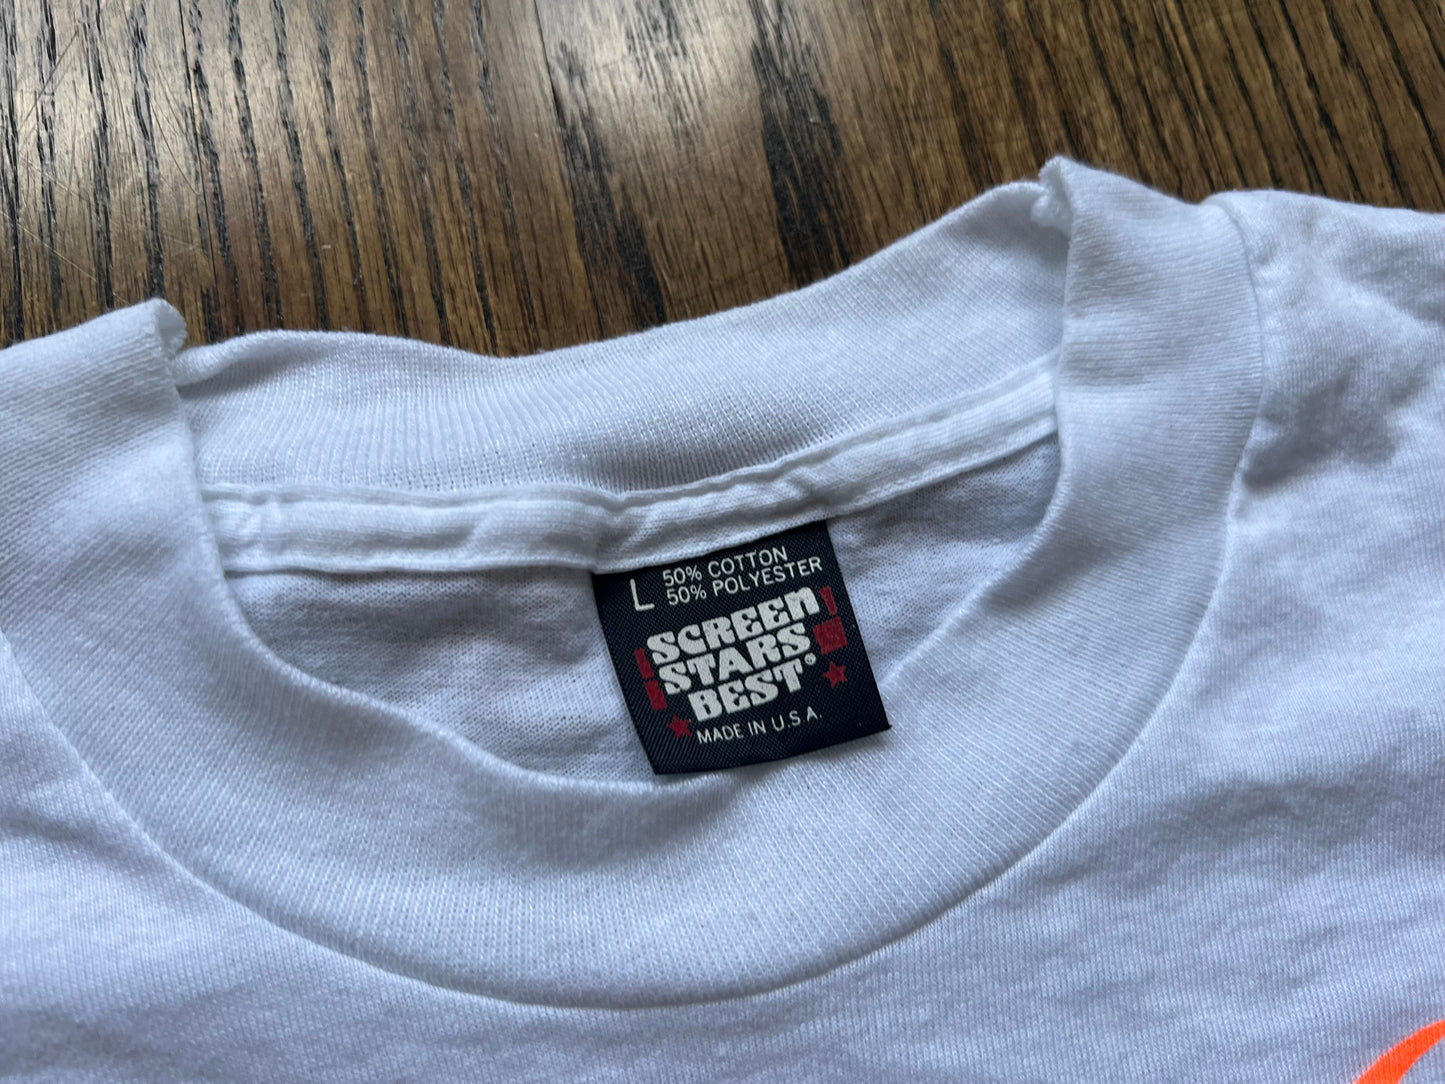 L
50% COTTON
50% POLYESTER
SCREEN
STARS
BEST®
MADE IN U.S.A.